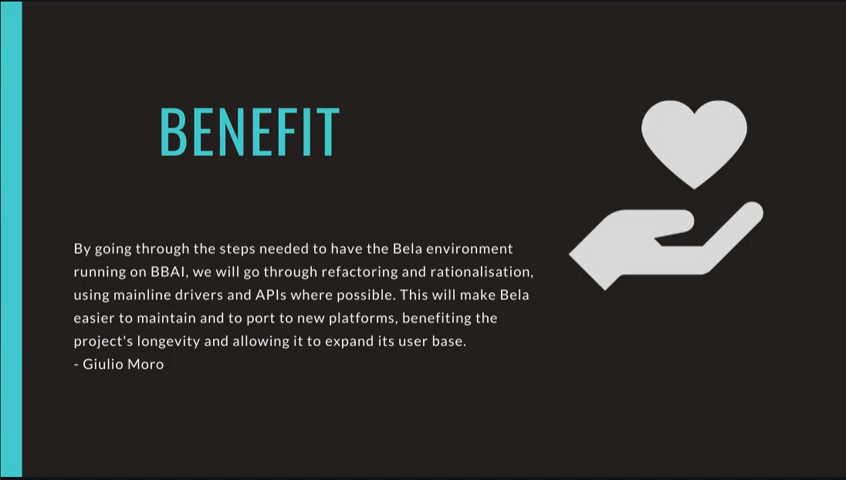 BENEFIT
By going through the steps needed to have the Bela environment
running on BBAI, we will go through refactoring and rationalisation,
using mainline drivers and APIs where possible. This will make Bela
easier to maintain and to port to new platforms, benefiting the
project's longevity and allowing it to expand its user base.
- Giulio Moro